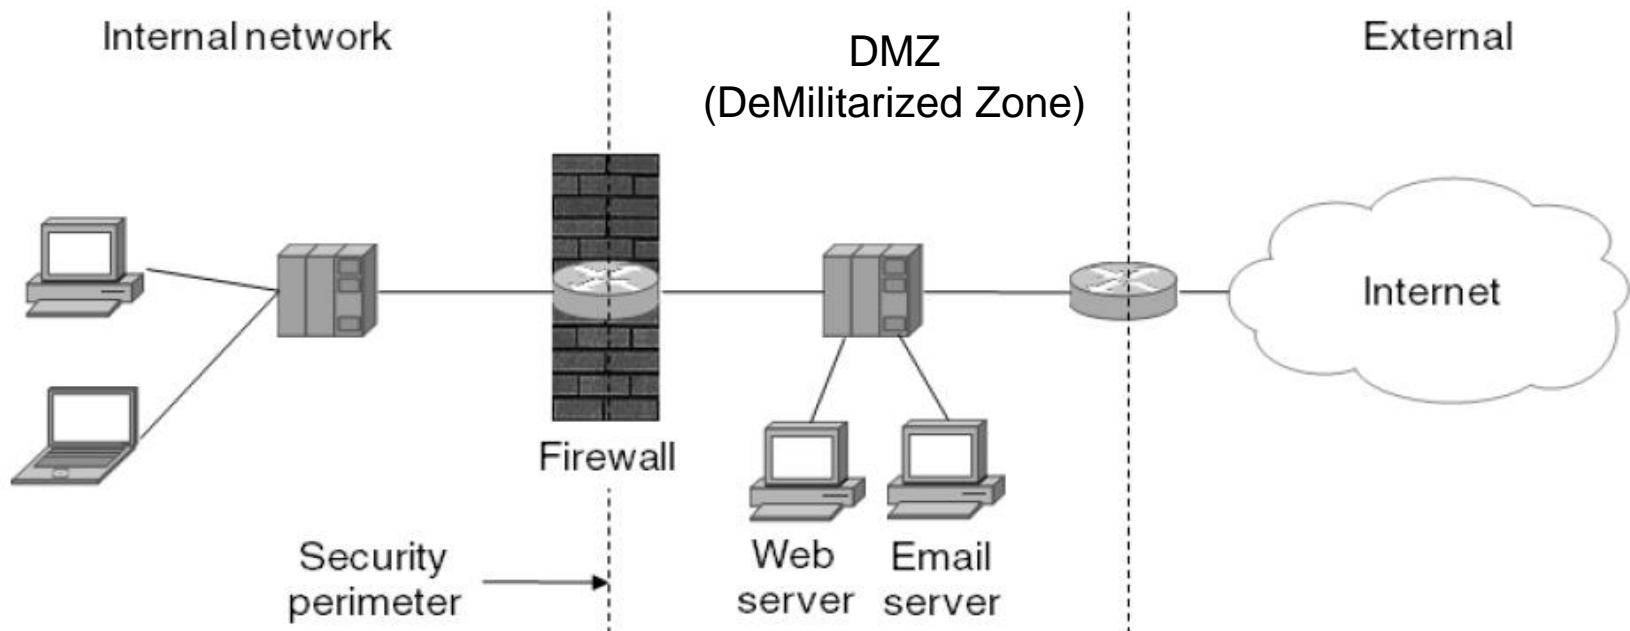 Internal network
DMZ
(DeMilitarized Zone)
External
Internet
Firewall
Security
perimeter
Web
server
Email
server